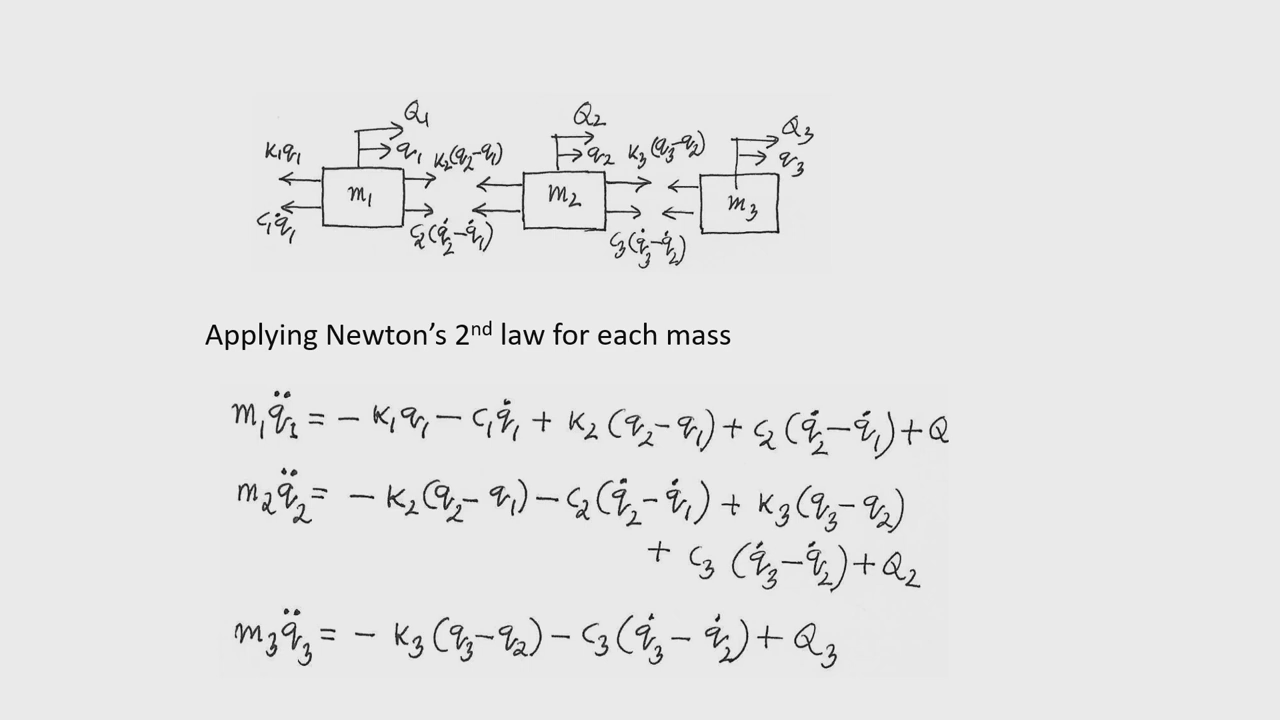 Q₁ Q₂ Q₃
k₁q₁ q₁ k₂(q₂-q₁) q₂ k₃(q₃-q₂) q₃
m₁ m₂ m₃
c₁q̇₁ c₂(q̇₂-q̇₁) c₃(q̇₃-q̇₂)
Applying Newton’s 2nd law for each mass
m₁q̈₁ = - k₁q₁ - c₁q̇₁ + k₂(q₂-q₁) + c₂(q̇₂-q̇₁) + Q
m₂q̈₂ = - k₂(q₂-q₁) - c₂(q̇₂-q̇₁) + k₃(q₃-q₂)
+ c₃(q̇₃-q̇₂) + Q₂
m₃q̈₃ = - k₃(q₃-q₂) - c₃(q̇₃-q̇₂) + Q₃